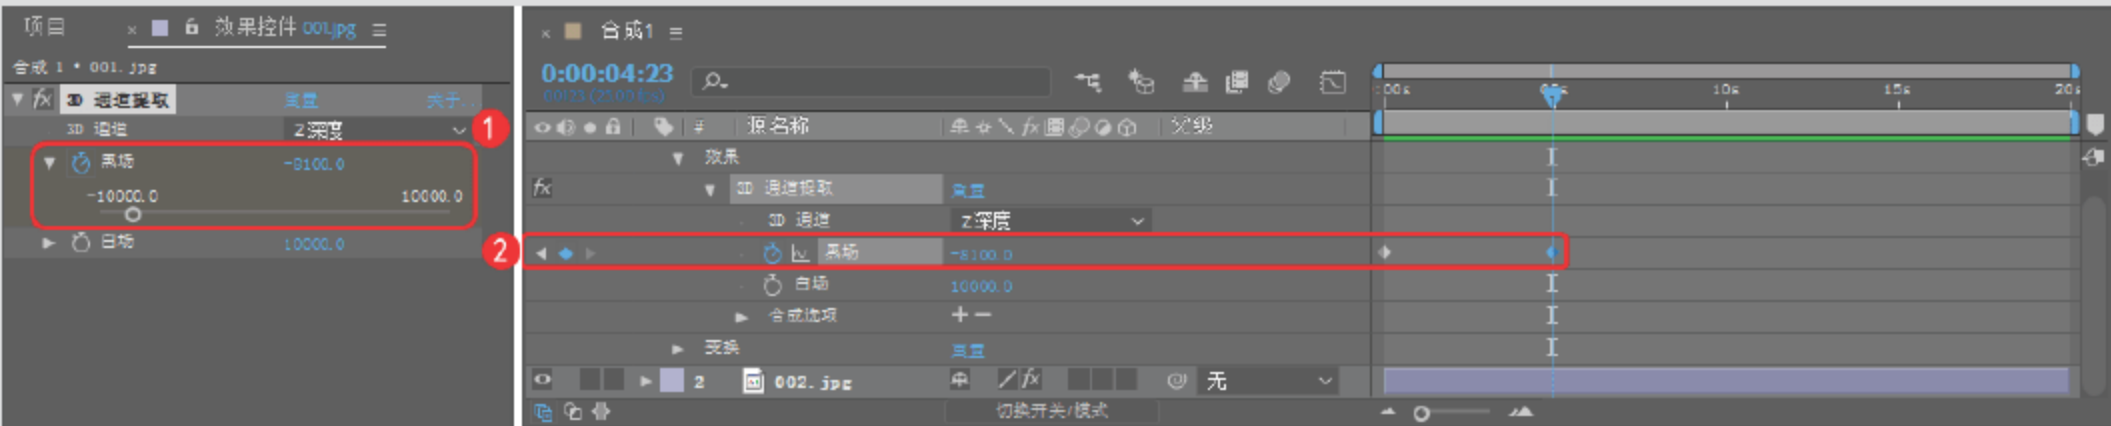 项目
× 效果控件 001.jpg ≡
合成 1 • 001.jpg
fx 3D 通道提取 重置 关于...
3D 通道 Z深度
1
黑场 -8100.0
-10000.0 10000.0
白场 10000.0
× 合成1 ≡
0:00:04:23
00123 (25.00 fps)
:00s 05s 10s 15s 20s
# 源名称 fx 父级
效果
fx 3D 通道提取 重置
3D 通道 Z深度
2
黑场 -8100.0
白场 10000.0
合成选项 + −
变换 重置
2 002.jpg fx 无
切换开关/模式